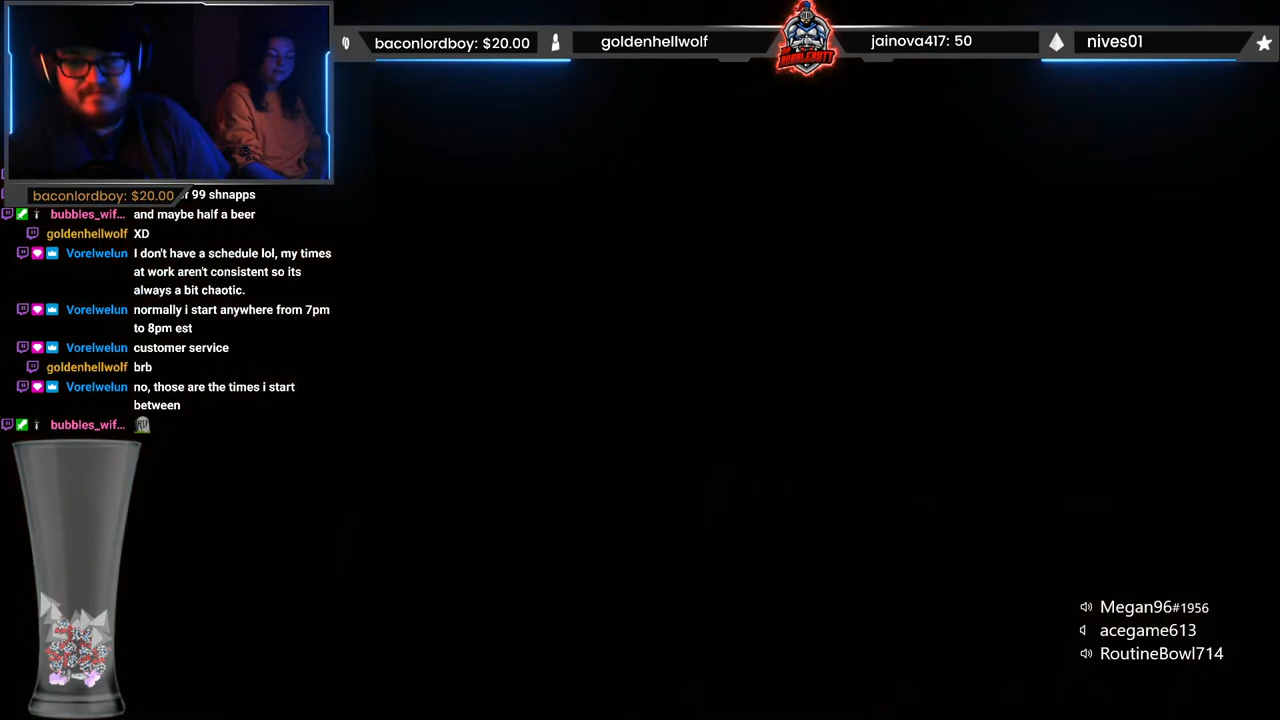 baconlordboy: $20.00
goldenhellwolf
jainova417: 50
nives01
BUBBLEBUTT
baconlordboy: $20.00
99 shnapps
bubbles_wif... and maybe half a beer
goldenhellwolf XD
Vorelwelun I don't have a schedule lol, my times
at work aren't consistent so its
always a bit chaotic.
Vorelwelun normally i start anywhere from 7pm
to 8pm est
Vorelwelun customer service
goldenhellwolf brb
Vorelwelun no, those are the times i start
between
bubbles_wif...
Megan96#1956
acegame613
RoutineBowl714